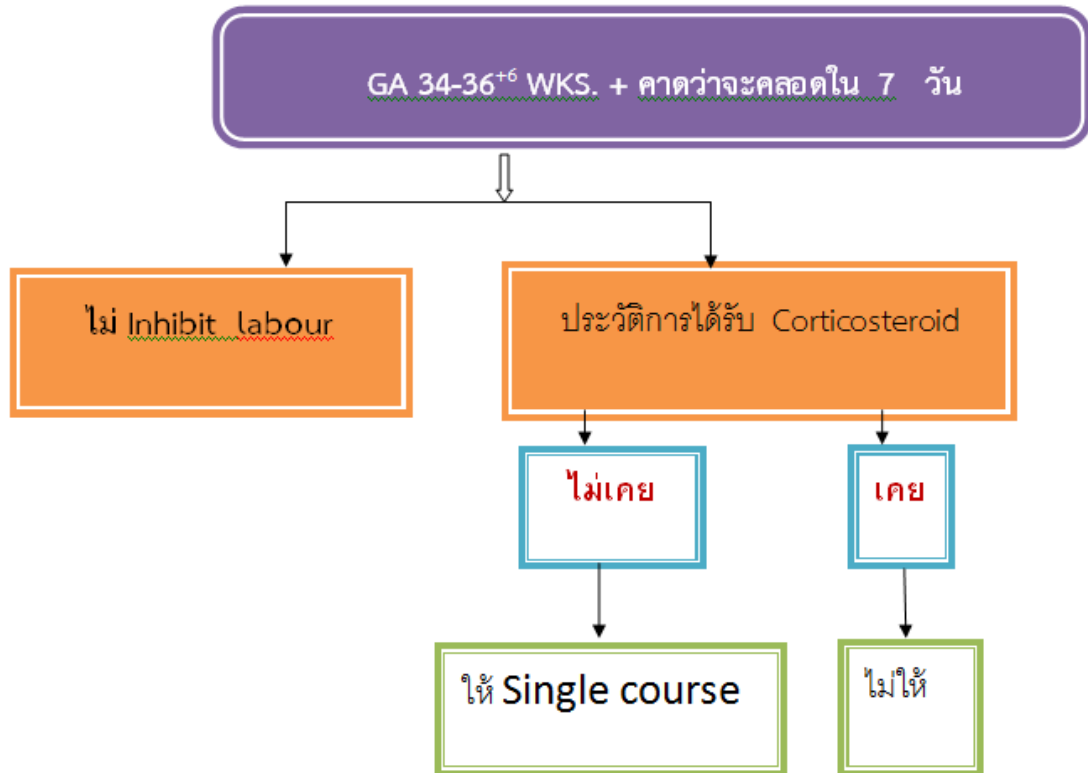 GA 34-36⁺⁶ WKS. + คาดว่าจะคลอดใน 7 วัน
ไม่ Inhibit labour
ประวัติการได้รับ Corticosteroid
ไม่เคย
เคย
ให้ Single course
ไม่ให้